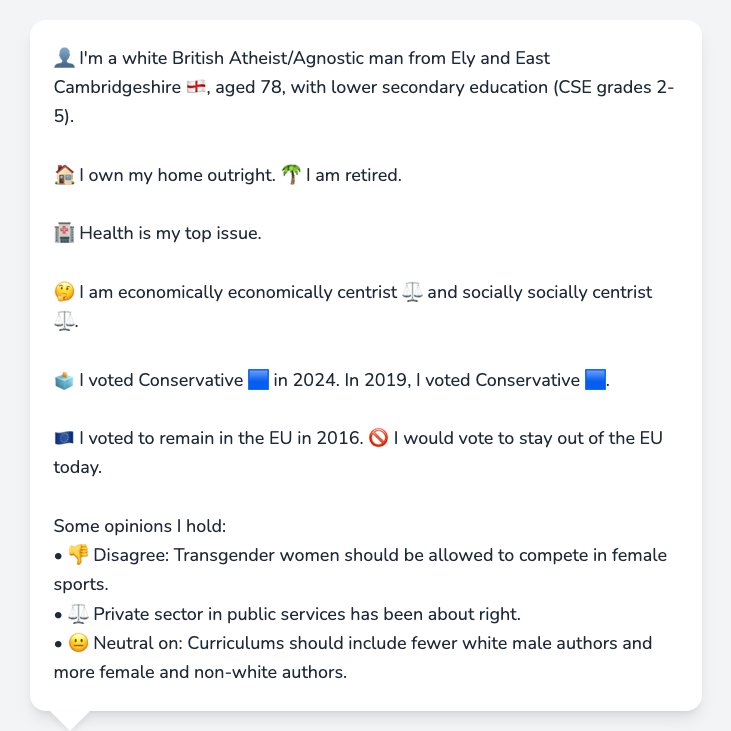 👤 I'm a white British Atheist/Agnostic man from Ely and East
Cambridgeshire 🏴󠁧󠁢󠁥󠁮󠁧󠁿, aged 78, with lower secondary education (CSE grades 2-
5).
🏠 I own my home outright. 🌴 I am retired.
🏥 Health is my top issue.
🤔 I am economically economically centrist ⚖️ and socially socially centrist
⚖️.
🗳️ I voted Conservative 🟦 in 2024. In 2019, I voted Conservative 🟦.
🇪🇺 I voted to remain in the EU in 2016. 🚫 I would vote to stay out of the EU
today.
Some opinions I hold:
• 👎 Disagree: Transgender women should be allowed to compete in female
sports.
• ⚖️ Private sector in public services has been about right.
• 😐 Neutral on: Curriculums should include fewer white male authors and
more female and non-white authors.